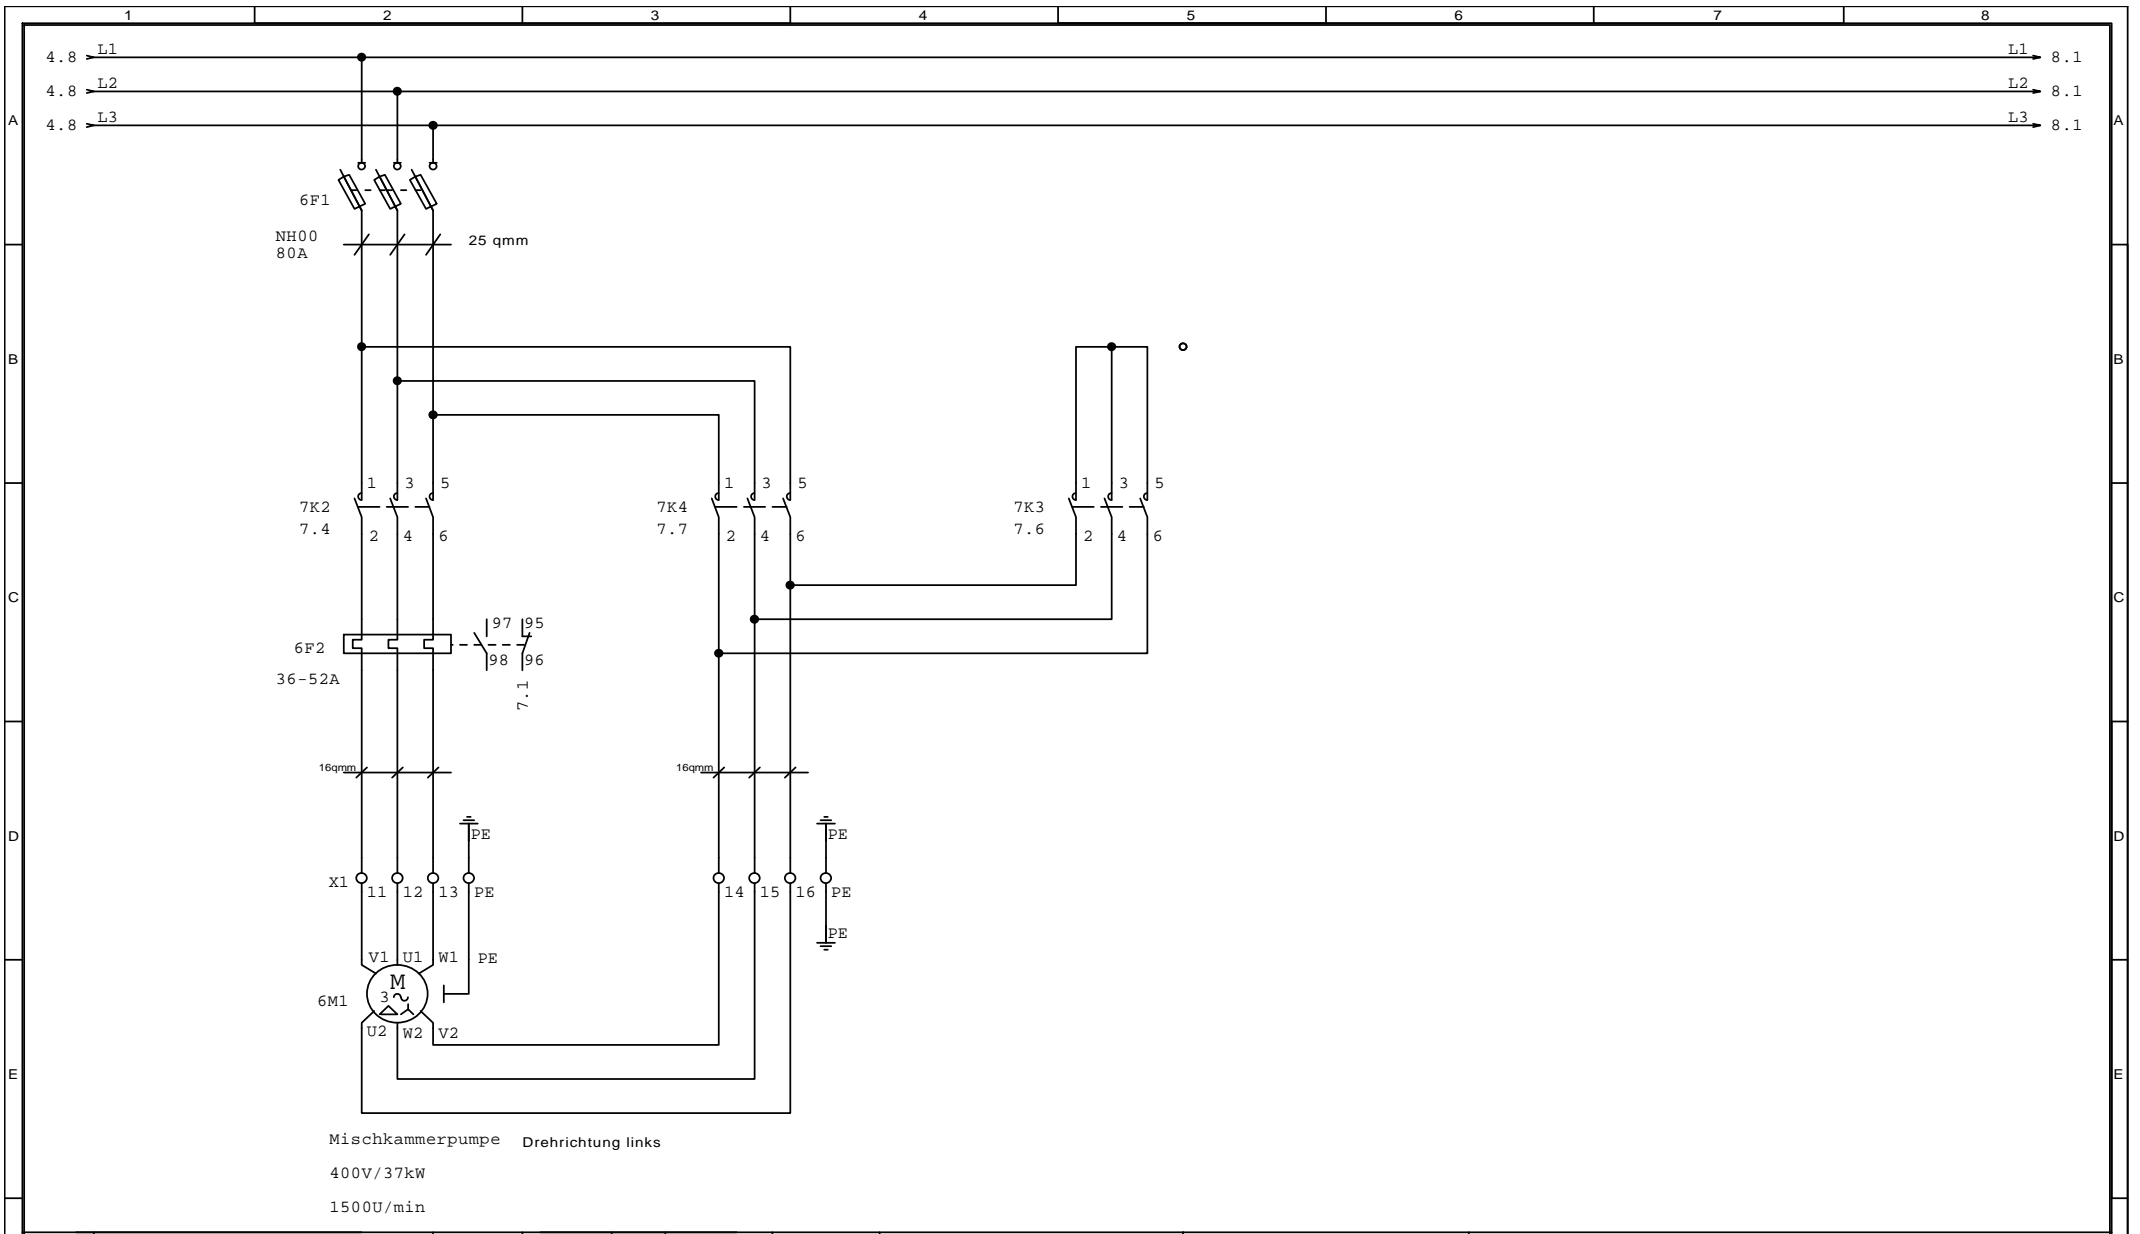 1 2 3 4 5 6 7 8
4.8 L1 L1 8.1
4.8 L2 L2 8.1
A 4.8 L3 L3 8.1 A
6F1
NH00 25 qmm
80A
B B
1 3 5 1 3 5 1 3 5
7K2 7K4 7K3
7.4 7.7 7.6
2 4 6 2 4 6 2 4 6
C C
97 95
6F2
98 96
36-52A
7.1
16qmm 16qmm
D PE PE D
X1
11 12 13 PE 14 15 16 PE
PE
V1 U1 W1 PE
M
3
6M1
U2 W2 V2
E E
Mischkammerpumpe Drehrichtung links
400V/37kW
1500U/min